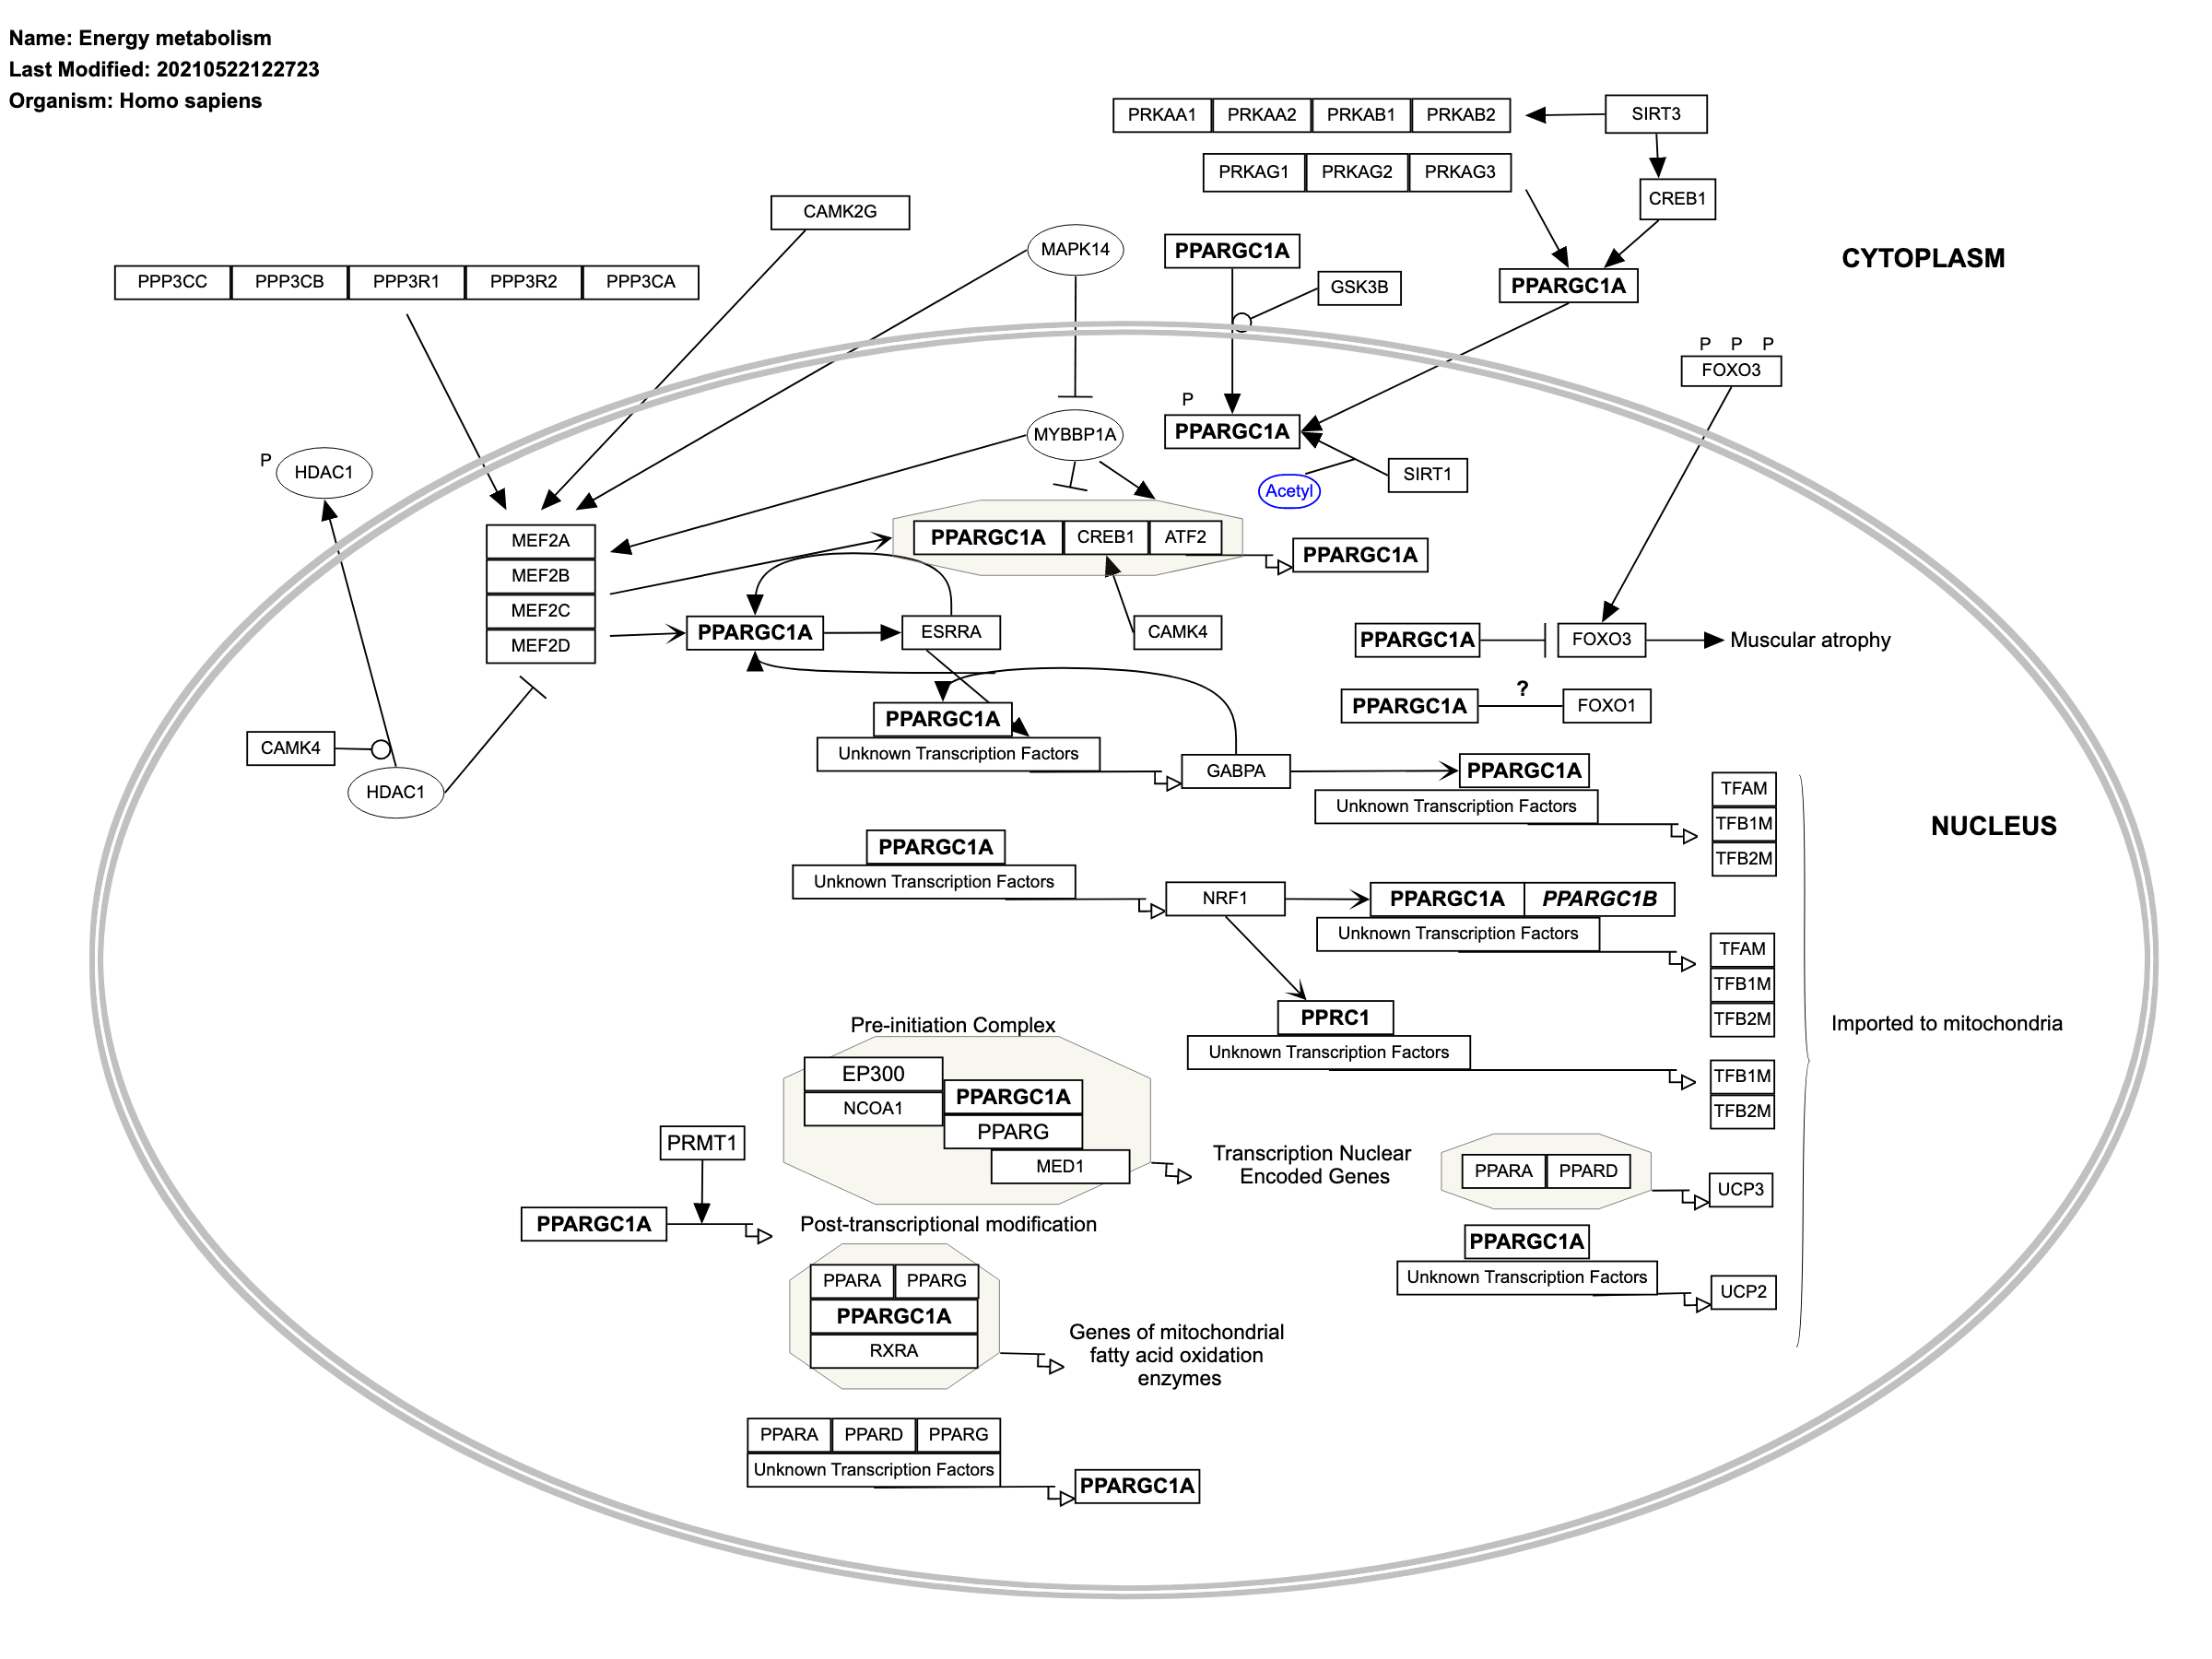 Name: Energy metabolism
Last Modified: 20210522122723
Organism: Homo sapiens
PRKAA1 PRKAA2 PRKAB1 PRKAB2
SIRT3
PRKAG1 PRKAG2 PRKAG3
CREB1
CAMK2G
MAPK14
PPARGC1A
CYTOPLASM
PPP3CC PPP3CB PPP3R1 PPP3R2 PPP3CA
GSK3B
PPARGC1A
P P P
FOXO3
P
PPARGC1A
MYBBP1A
P
HDAC1
SIRT1
Acetyl
MEF2A
MEF2B
MEF2C
MEF2D
PPARGC1A CREB1 ATF2
PPARGC1A
PPARGC1A
ESRRA
CAMK4
PPARGC1A
FOXO3
Muscular atrophy
PPARGC1A
?
FOXO1
PPARGC1A
Unknown Transcription Factors
CAMK4
HDAC1
GABPA
PPARGC1A
Unknown Transcription Factors
TFAM
TFB1M
TFB2M
NUCLEUS
PPARGC1A
Unknown Transcription Factors
NRF1
PPARGC1A PPARGC1B
Unknown Transcription Factors
TFAM
TFB1M
TFB2M
PPRC1
Unknown Transcription Factors
TFB1M
TFB2M
Imported to mitochondria
Pre-initiation Complex
EP300
NCOA1
PPARGC1A
PPARG
MED1
Transcription Nuclear
Encoded Genes
PRMT1
PPARGC1A
Post-transcriptional modification
PPARA PPARD
UCP3
PPARGC1A
Unknown Transcription Factors
UCP2
PPARA PPARG
PPARGC1A
RXRA
Genes of mitochondrial
fatty acid oxidation
enzymes
PPARA PPARD PPARG
Unknown Transcription Factors
PPARGC1A